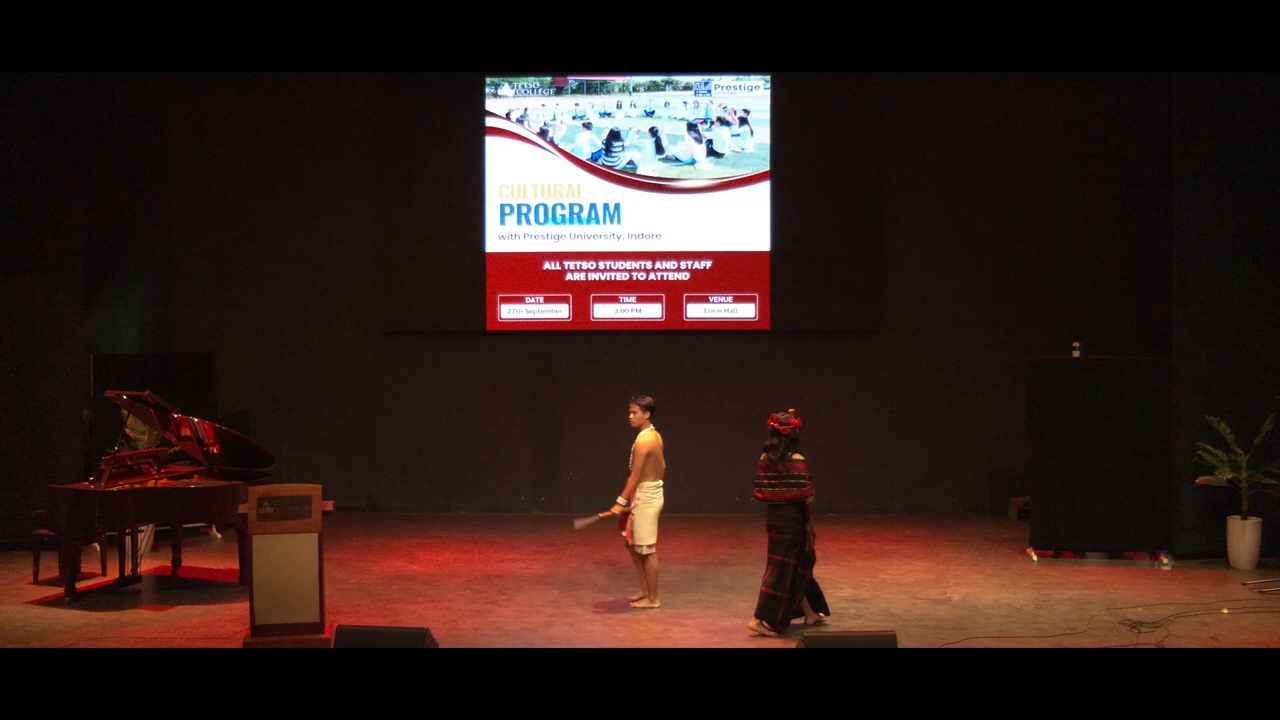 TETSO
COLLEGE
Prestige
CULTURAL
PROGRAM
with Prestige University, Indore
ALL TETSO STUDENTS AND STAFF
ARE INVITED TO ATTEND
DATE
27th September
TIME
3:00 PM
VENUE
Lorin Hall